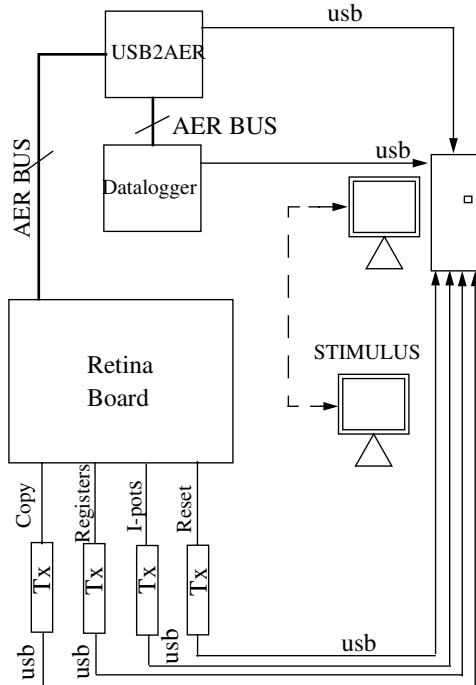 usb
USB2AER
AER BUS
AER BUS
usb
Datalogger
STIMULUS
Retina
Board
Copy
Registers
I-pots
Reset
Tx
Tx
Tx
Tx
usb
usb
usb
usb